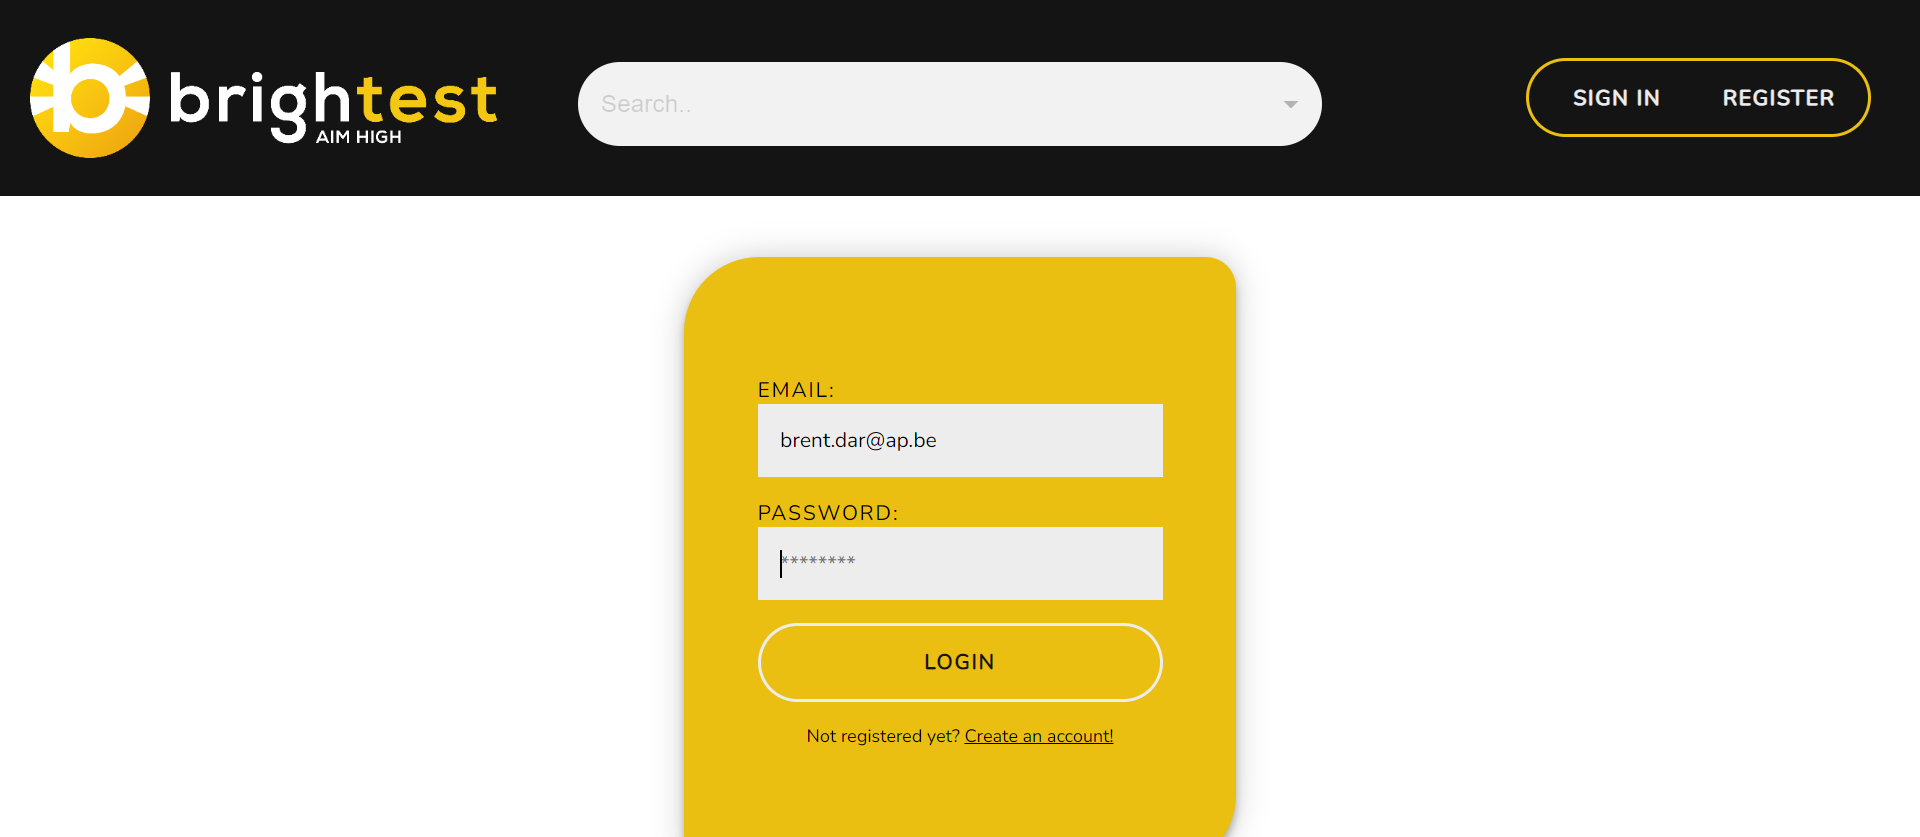 brightest
AIM HIGH
Search..
SIGN IN
REGISTER
EMAIL:
brent.dar@ap.be
PASSWORD:
********
LOGIN
Not registered yet? Create an account!